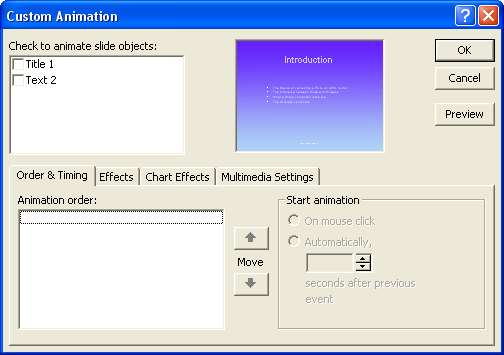 Custom Animation
Check to animate slide objects:
Title 1
Text 2
Introduction
OK
Cancel
Preview
Order & Timing
Effects
Chart Effects
Multimedia Settings
Animation order:
Move
Start animation
On mouse click
Automatically,
seconds after previous
event